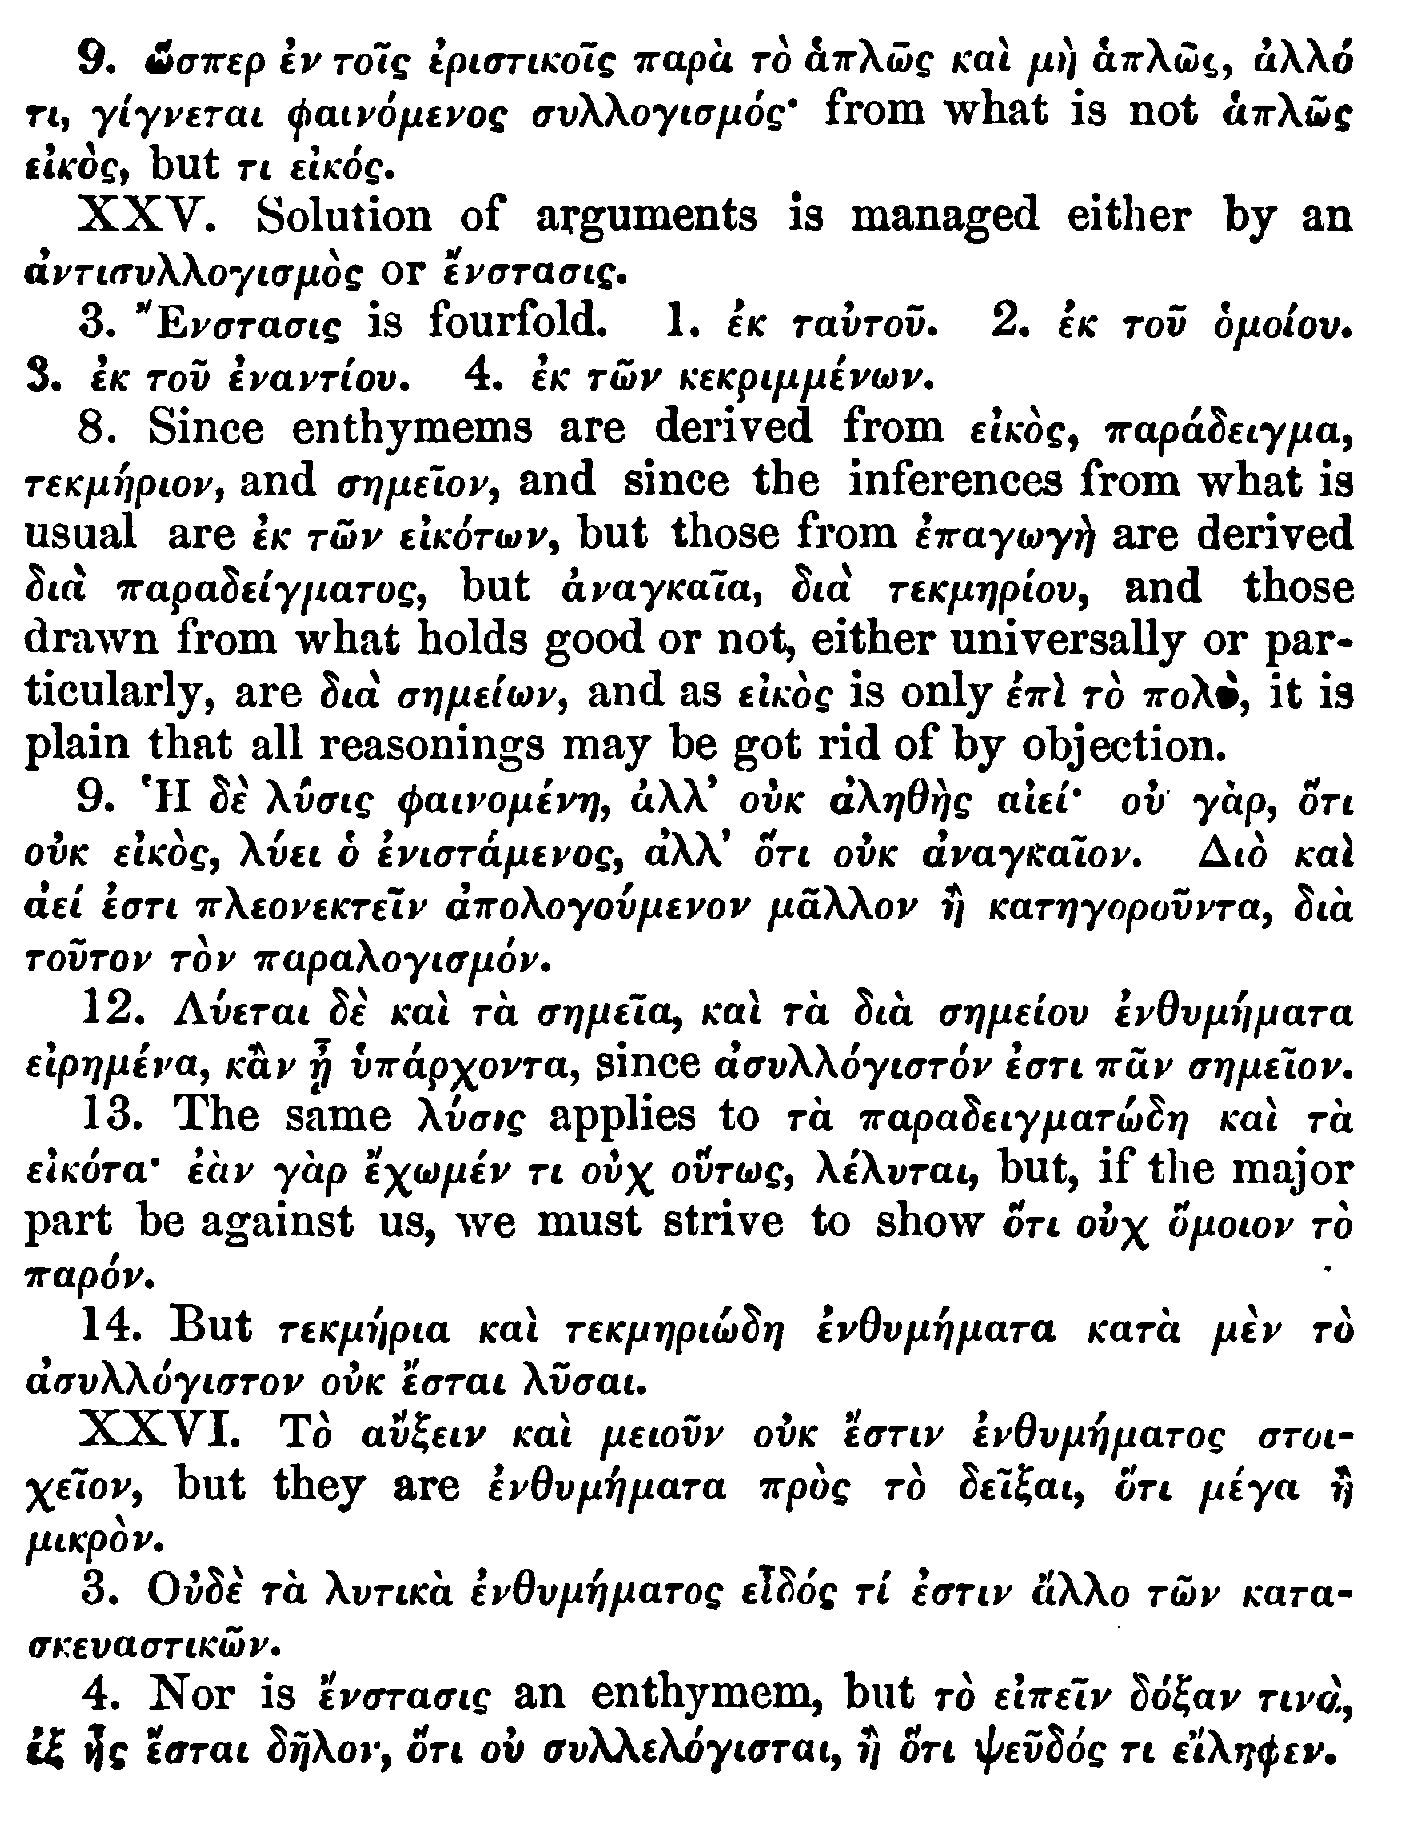 9. ὥσπερ ἐν τοῖς ἐριστικοῖς παρὰ τὸ ἁπλῶς καὶ μὴ ἁπλῶς, ἀλλό
τι, γίγνεται φαινόμενος συλλογισμός· from what is not ἁπλῶς
εἰκὸς, but τι εἰκός.
XXV. Solution of arguments is managed either by an
ἀντισυλλογισμὸς or ἔνστασις.
3. Ἔνστασις is fourfold. 1. ἐκ ταὐτοῦ. 2. ἐκ τοῦ ὁμοίου.
3. ἐκ τοῦ ἐναντίου. 4. ἐκ τῶν κεκριμμένων.
8. Since enthymems are derived from εἰκὸς, παράδειγμα,
τεκμήριον, and σημεῖον, and since the inferences from what is
usual are ἐκ τῶν εἰκότων, but those from ἐπαγωγὴ are derived
διὰ παραδείγματος, but ἀναγκαῖα, διὰ τεκμηρίου, and those
drawn from what holds good or not, either universally or par-
ticularly, are διὰ σημείων, and as εἰκὸς is only ἐπὶ τὸ πολὺ, it is
plain that all reasonings may be got rid of by objection.
9. Ἡ δὲ λύσις φαινομένη, ἀλλ’ οὐκ ἀληθὴς αἰεί· οὐ γὰρ, ὅτι
οὐκ εἰκὸς, λύει ὁ ἐνιστάμενος, ἀλλ’ ὅτι οὐκ ἀναγκαῖον. Διὸ καὶ
ἀεί ἐστι πλεονεκτεῖν ἀπολογούμενον μᾶλλον ἢ κατηγοροῦντα, διὰ
τοῦτον τὸν παραλογισμόν.
12. Λύεται δὲ καὶ τὰ σημεῖα, καὶ τὰ διὰ σημείου ἐνθυμήματα
εἰρημένα, κἂν ᾖ ὑπάρχοντα, since ἀσυλλόγιστόν ἐστι πᾶν σημεῖον.
13. The same λύσις applies to τὰ παραδειγματώδη καὶ τὰ
εἰκότα· ἐὰν γὰρ ἔχωμέν τι οὐχ οὕτως, λέλυται, but, if the major
part be against us, we must strive to show ὅτι οὐχ ὅμοιον τὸ
παρόν.
14. But τεκμήρια καὶ τεκμηριώδη ἐνθυμήματα κατὰ μὲν τὸ
ἀσυλλόγιστον οὐκ ἔσται λῦσαι.
XXVI. Τὸ αὔξειν καὶ μειοῦν οὐκ ἔστιν ἐνθυμήματος στοι-
χεῖον, but they are ἐνθυμήματα πρὸς τὸ δεῖξαι, ὅτι μέγα ἢ
μικρὸν.
3. Οὐδὲ τὰ λυτικὰ ἐνθυμήματος εἶδός τί ἐστιν ἄλλο τῶν κατα-
σκευαστικῶν.
4. Nor is ἔνστασις an enthymem, but τὸ εἰπεῖν δόξαν τινὰ,
ἐξ ἧς ἔσται δῆλον, ὅτι οὐ συλλελόγισται, ἢ ὅτι ψεῦδός τι εἴληφεν.